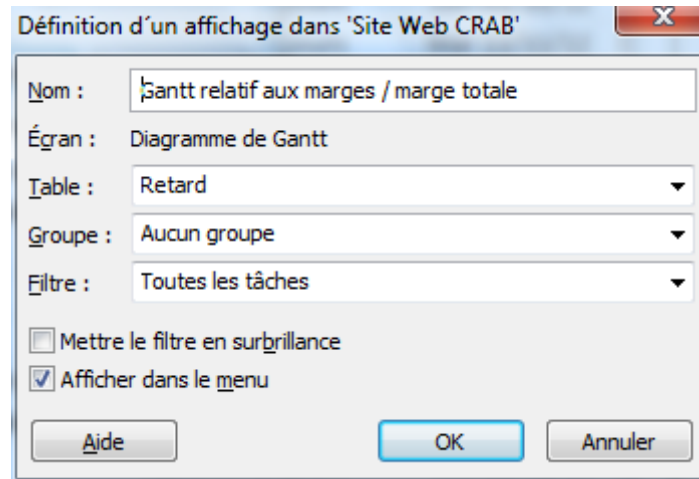 Définition d´un affichage dans 'Site Web CRAB'
Nom : Gantt relatif aux marges / marge totale
Écran : Diagramme de Gantt
Table : Retard
Groupe : Aucun groupe
Filtre : Toutes les tâches
Mettre le filtre en surbrillance
Afficher dans le menu
Aide OK Annuler